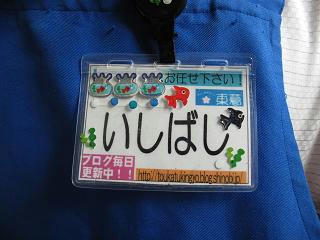 お任せ下さい!
東葛
いしばし
ブログ毎日
更新中!!
http://toukatukingyo.blog.shinobi.jp/